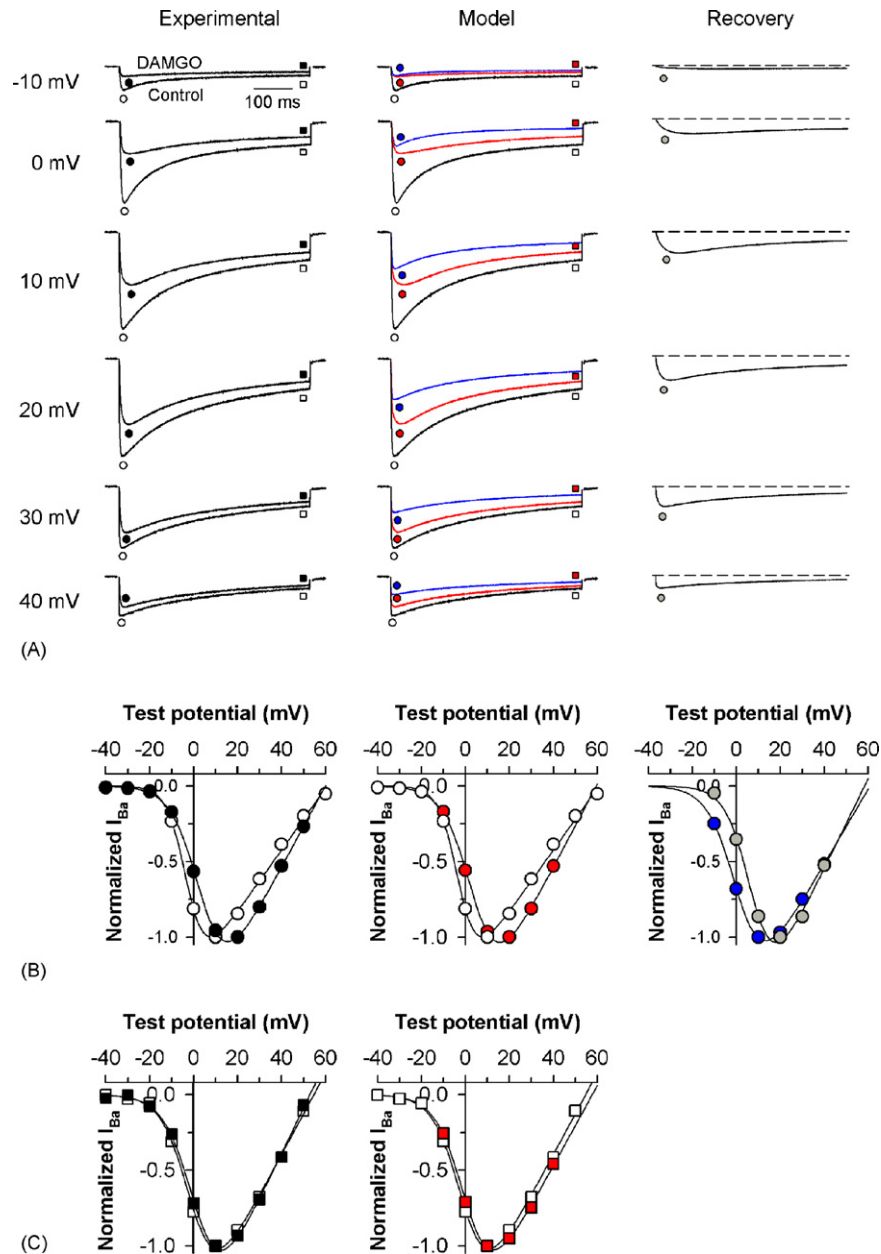 Experimental Model Recovery
-10 mV
DAMGO
Control
100 ms
0 mV
10 mV
20 mV
30 mV
40 mV
(A)
Test potential (mV) Test potential (mV) Test potential (mV)
-40 -20 0 20 40 60 -40 -20 0 20 40 60 -40 -20 0 20 40 60
0.0 0.0 0.0
-0.5 -0.5 -0.5
-1.0 -1.0 -1.0
Normalized I_Ba Normalized I_Ba Normalized I_Ba
(B)
Test potential (mV) Test potential (mV)
-40 -20 0 20 40 60 -40 -20 0 20 40 60
0.0 0.0
-0.5 -0.5
-1.0 -1.0
Normalized I_Ba Normalized I_Ba
(C)